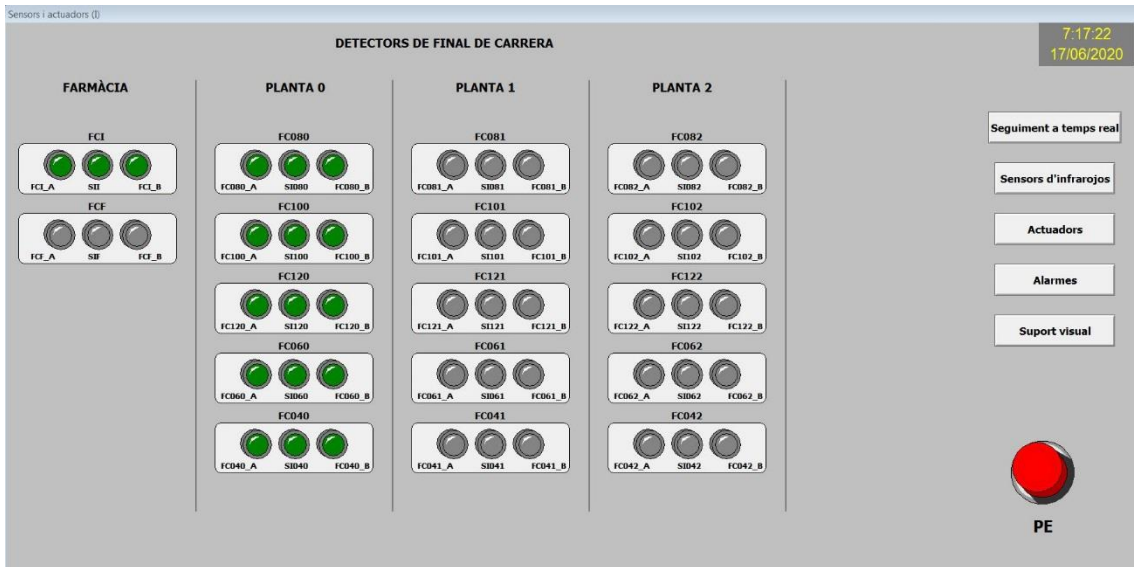 Sensors i actuadors (I)
DETECTORS DE FINAL DE CARRERA
7:17:22
17/06/2020
FARMÀCIA
FCI
FCI_A SII FCI_B
FCF
FCF_A SIF FCF_B
PLANTA 0
FC080
FC080_A SI080 FC080_B
FC100
FC100_A SI100 FC100_B
FC120
FC120_A SI120 FC120_B
FC060
FC060_A SI060 FC060_B
FC040
FC040_A SI040 FC040_B
PLANTA 1
FC081
FC081_A SI081 FC081_B
FC101
FC101_A SI101 FC101_B
FC121
FC121_A SI121 FC121_B
FC061
FC061_A SI061 FC061_B
FC041
FC041_A SI041 FC041_B
PLANTA 2
FC082
FC082_A SI082 FC082_B
FC102
FC102_A SI102 FC102_B
FC122
FC122_A SI122 FC122_B
FC062
FC062_A SI062 FC062_B
FC042
FC042_A SI042 FC042_B
Seguiment a temps real
Sensors d'infrarojos
Actuadors
Alarmes
Suport visual
PE